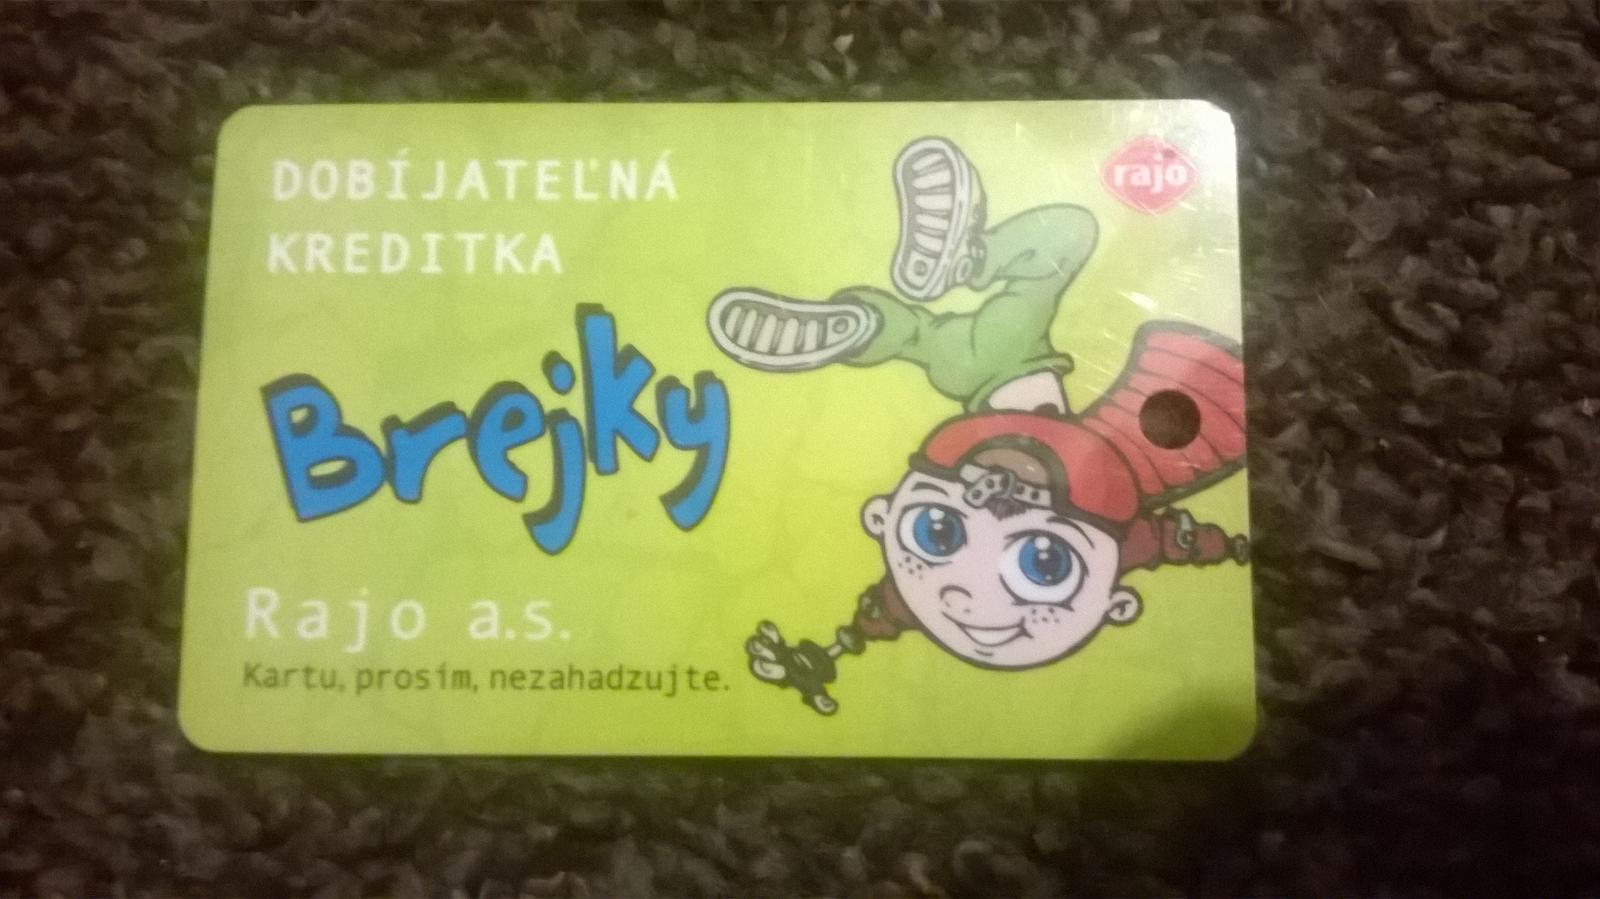 DOBÍJATEĽNÁ
KREDITKA
rajo
Brejky
Rajo a.s.
Kartu, prosím, nezahadzujte.